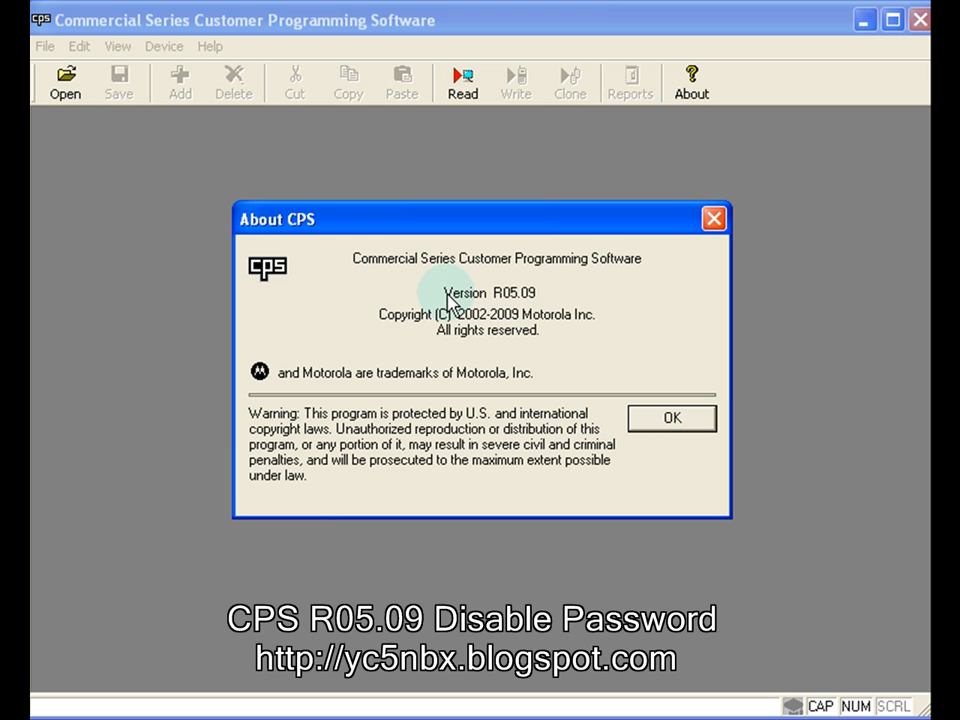 cps Commercial Series Customer Programming Software
File Edit View Device Help
Open Save Add Delete Cut Copy Paste Read Write Clone Reports About
About CPS
cps
Commercial Series Customer Programming Software
Version R05.09
Copyright (C) 2002-2009 Motorola Inc.
All rights reserved.
and Motorola are trademarks of Motorola, Inc.
Warning: This program is protected by U.S. and international
copyright laws. Unauthorized reproduction or distribution of this
program, or any portion of it, may result in severe civil and criminal
penalties, and will be prosecuted to the maximum extent possible
under law.
OK
CPS R05.09 Disable Password
http://yc5nbx.blogspot.com
CAP NUM SCRL